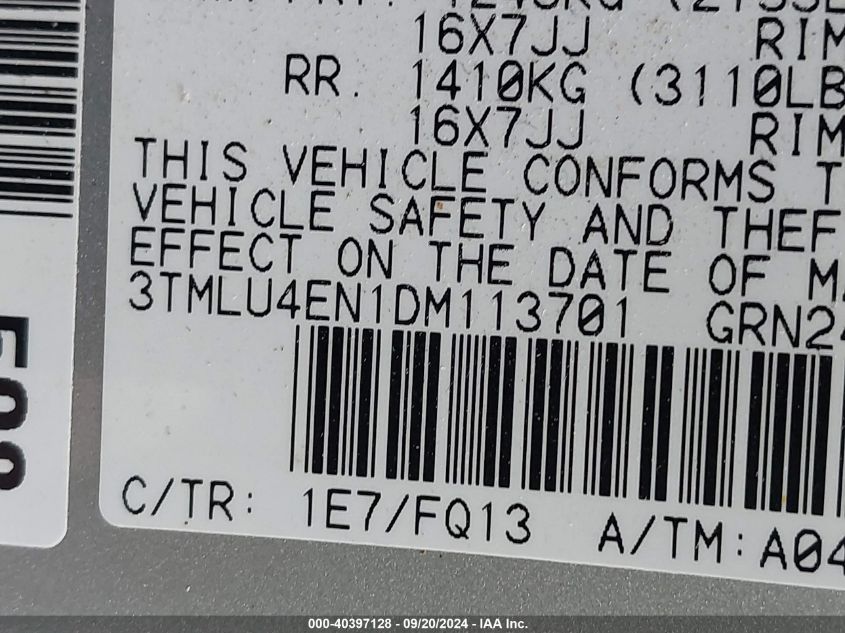 16X7JJ RIM
RR. 1410KG (3110LB
16X7JJ RIM
THIS VEHICLE CONFORMS T
VEHICLE SAFETY AND THEF
EFFECT ON THE DATE OF M
3TMLU4EN1DM113701 GRN24
C/TR: 1E7/FQ13 A/TM: A04
000-40397128 - 09/20/2024 - IAA Inc.